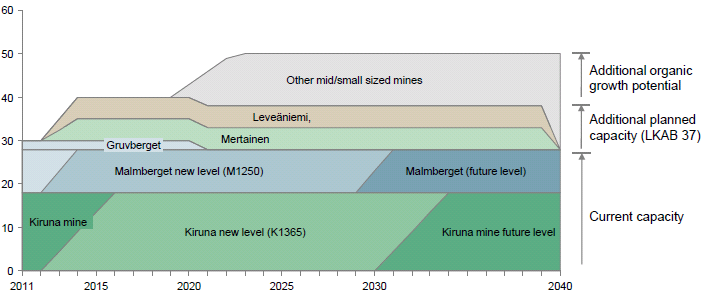 60
50
40
30
20
10
0
Other mid/small sized mines
Leveäniemi,
Mertainen
Gruvberget
Malmberget new level (M1250)
Malmberget (future level)
Kiruna mine
Kiruna new level (K1365)
Kiruna mine future level
2011
2015
2020
2025
2030
2035
2040
Additional organic
growth potential
Additional planned
capacity (LKAB 37)
Current capacity